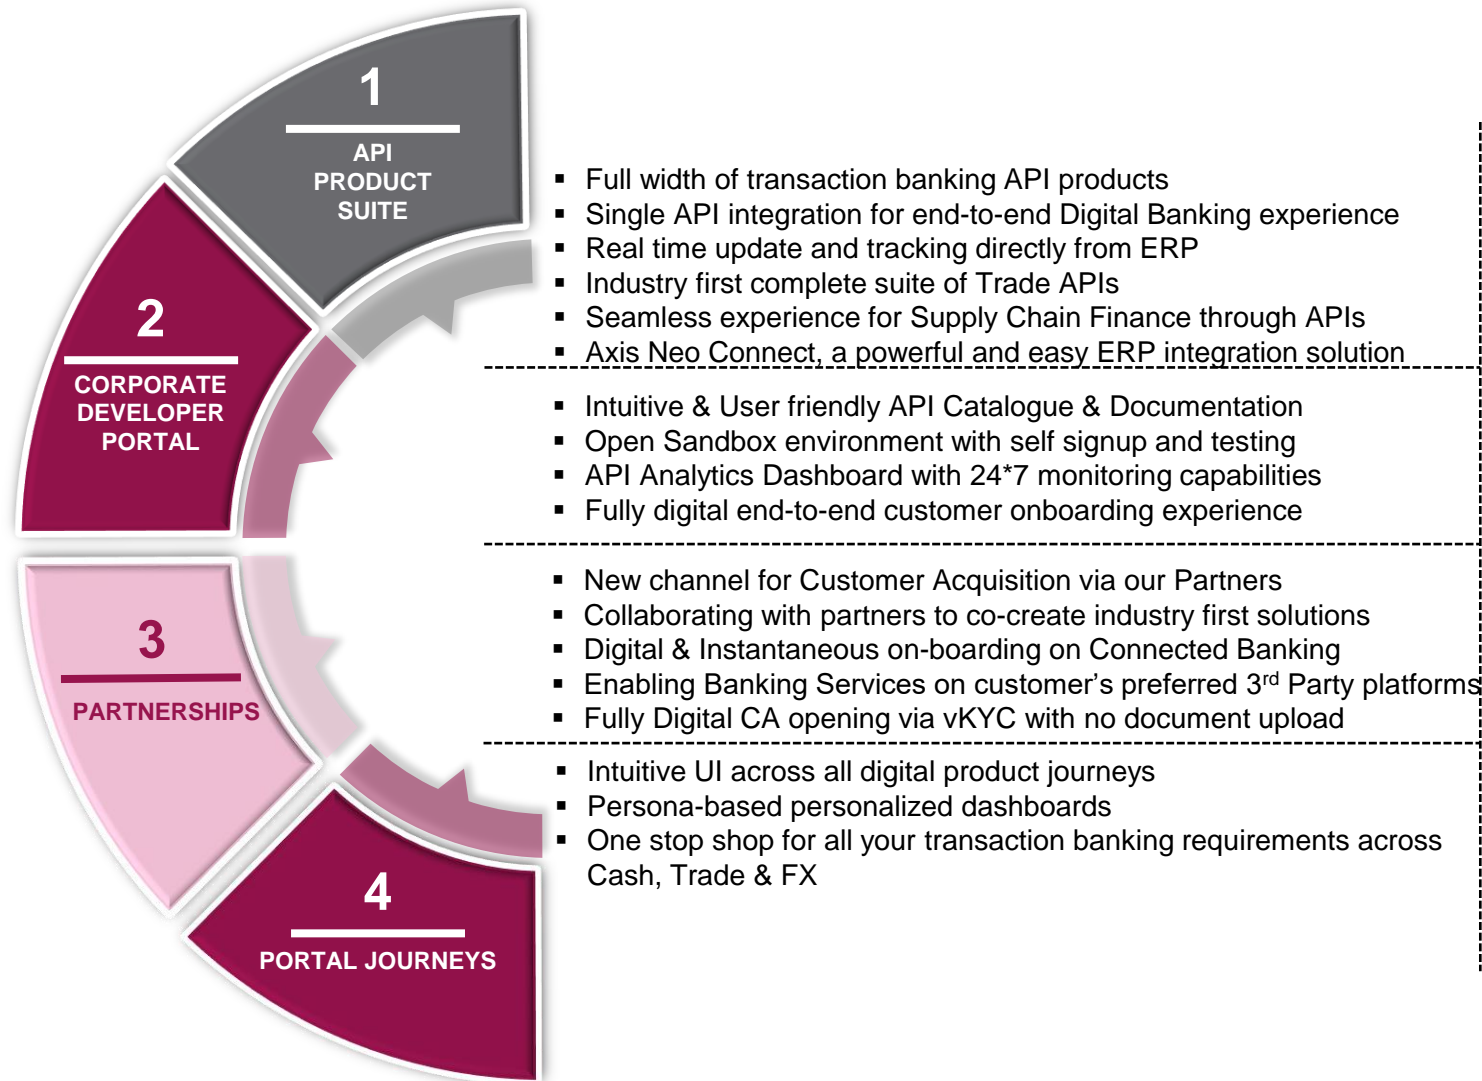 1
API
PRODUCT
SUITE
▪ Full width of transaction banking API products
▪ Single API integration for end-to-end Digital Banking experience
▪ Real time update and tracking directly from ERP
▪ Industry first complete suite of Trade APIs
▪ Seamless experience for Supply Chain Finance through APIs
▪ Axis Neo Connect, a powerful and easy ERP integration solution
2
CORPORATE
DEVELOPER
PORTAL
▪ Intuitive & User friendly API Catalogue & Documentation
▪ Open Sandbox environment with self signup and testing
▪ API Analytics Dashboard with 24*7 monitoring capabilities
▪ Fully digital end-to-end customer onboarding experience
3
PARTNERSHIPS
▪ New channel for Customer Acquisition via our Partners
▪ Collaborating with partners to co-create industry first solutions
▪ Digital & Instantaneous on-boarding on Connected Banking
▪ Enabling Banking Services on customer’s preferred 3rd Party platforms
▪ Fully Digital CA opening via vKYC with no document upload
4
PORTAL JOURNEYS
▪ Intuitive UI across all digital product journeys
▪ Persona-based personalized dashboards
▪ One stop shop for all your transaction banking requirements across
Cash, Trade & FX